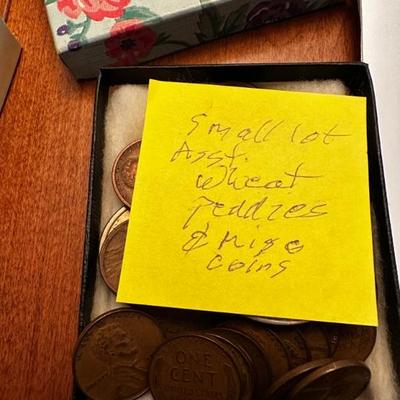 Small lot
Asst.
Wheat
Peddies
& Misc
Coins
ONE
CENT